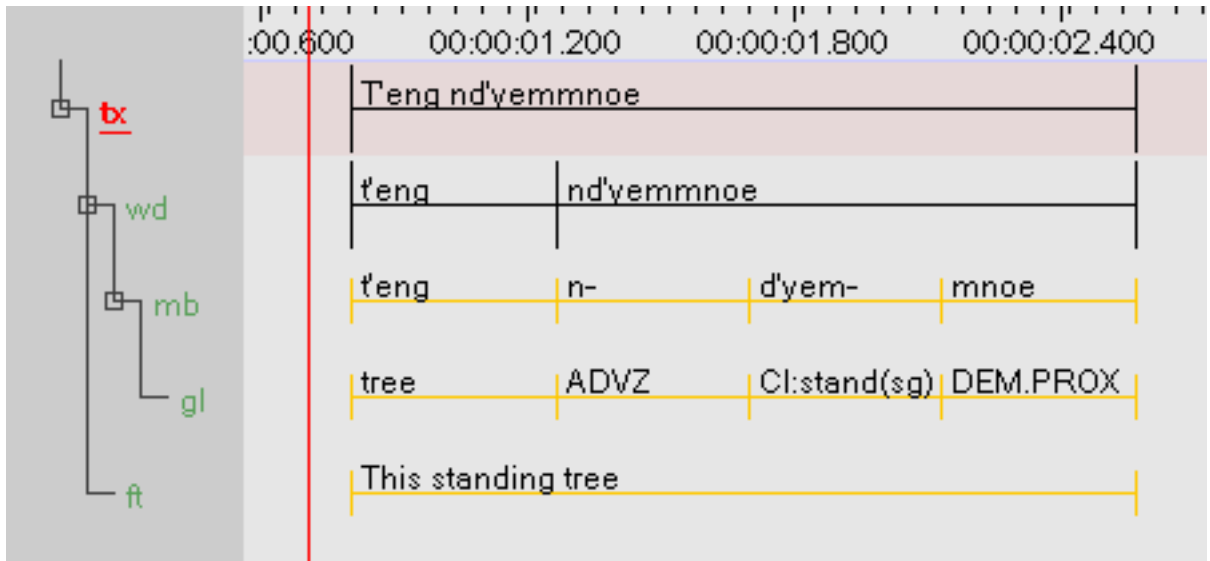 :00.600 00:00:01.200 00:00:01.800 00:00:02.400
tx T'eng nd'yemmnoe
wd t'eng nd'yemmnoe
mb t'eng n- d'yem- mnoe
gl tree ADVZ Cl:stand(sg) DEM.PROX
ft This standing tree